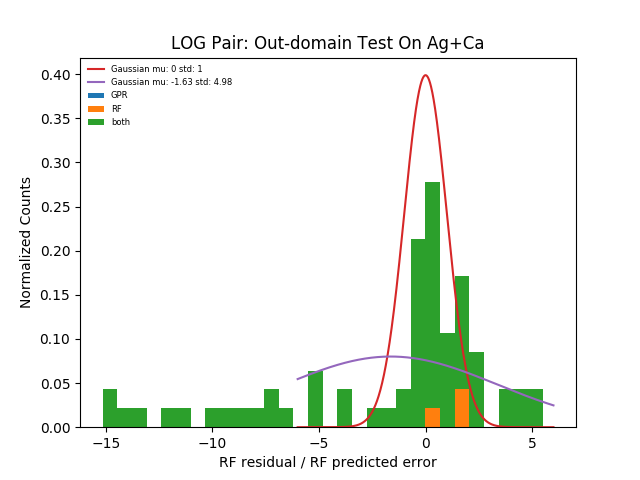 LOG Pair: Out-domain Test On Ag+Ca
Gaussian mu: 0 std: 1
Gaussian mu: -1.63 std: 4.98
GPR
RF
both
Normalized Counts
0.40
0.35
0.30
0.25
0.20
0.15
0.10
0.05
0.00
−15 −10 −5 0 5
RF residual / RF predicted error